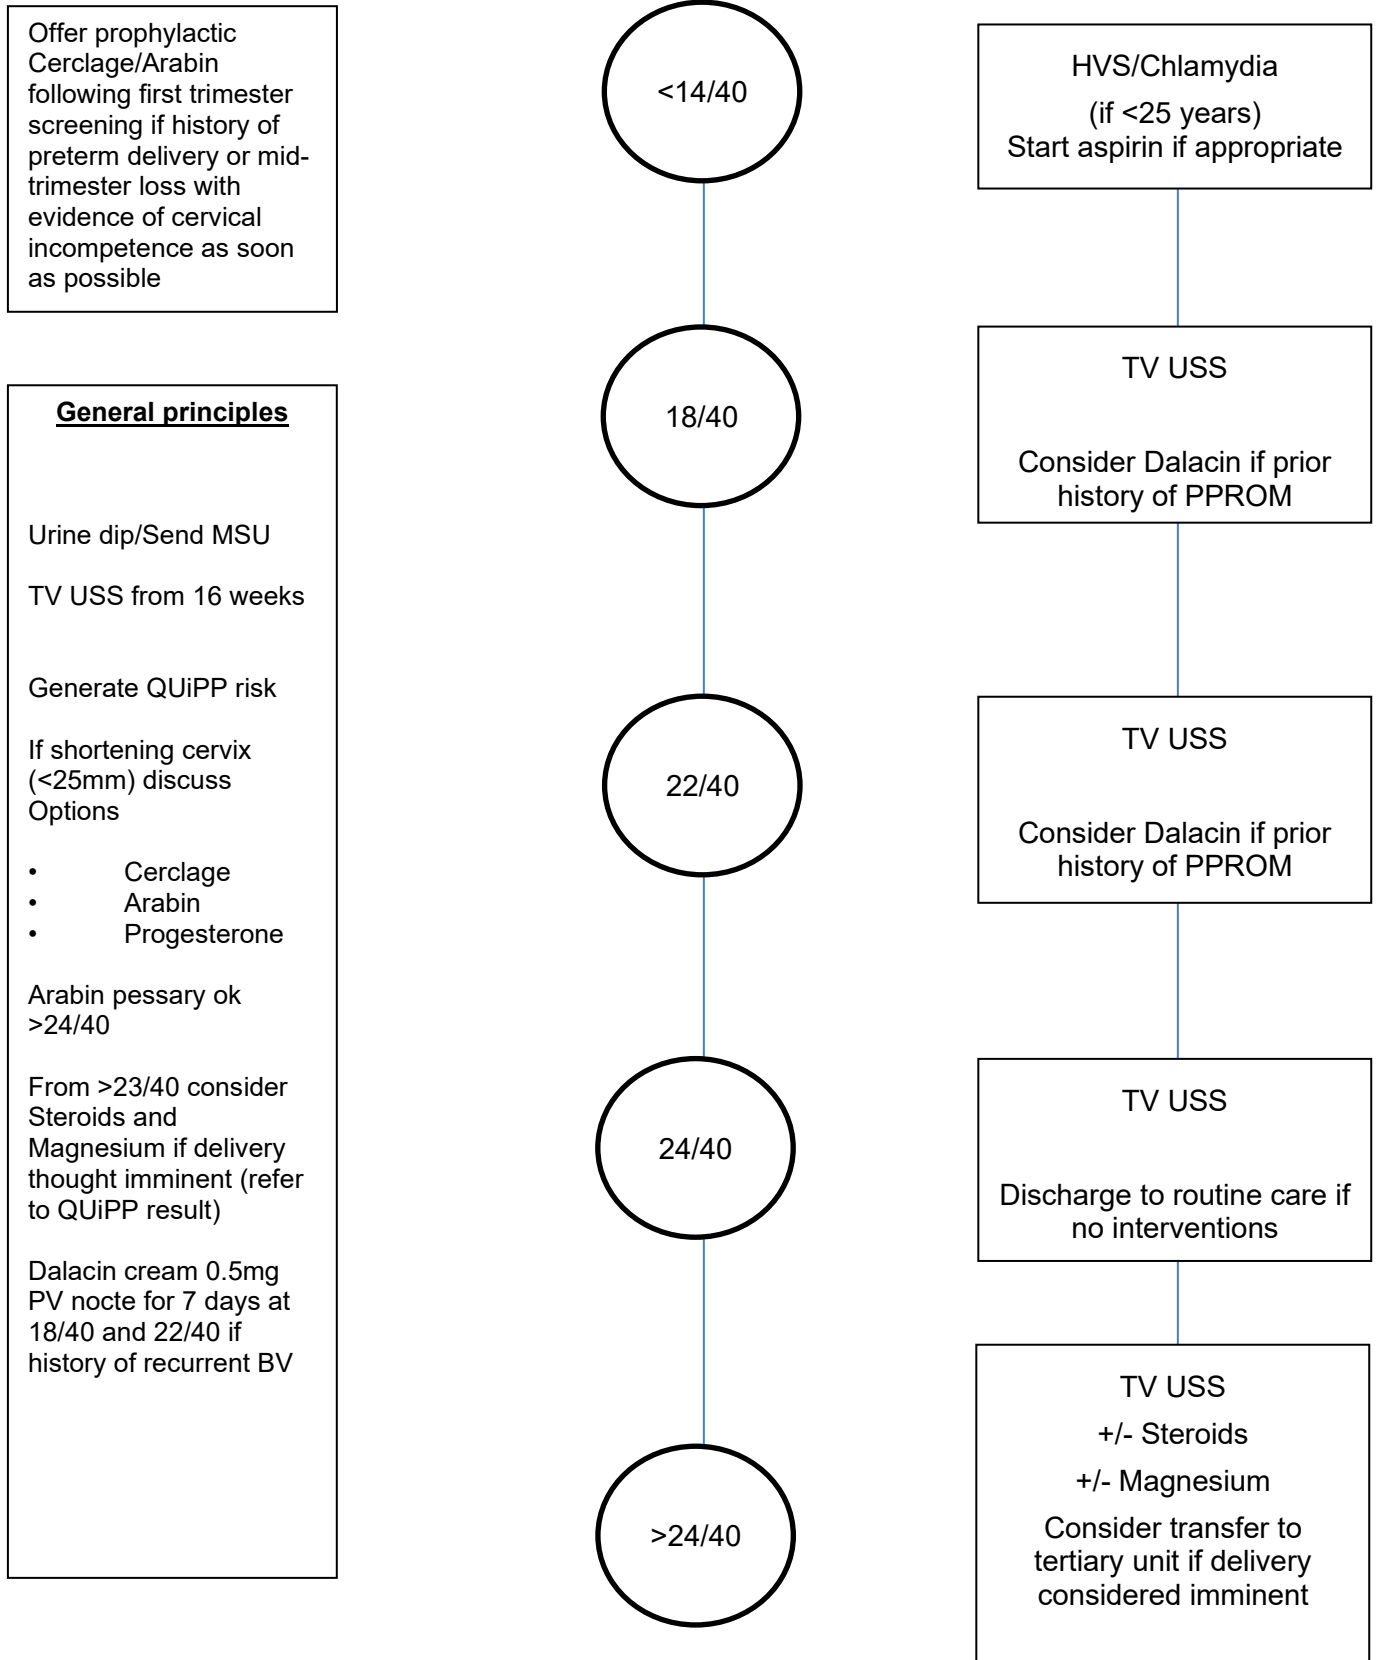 Offer prophylactic
Cerclage/Arabin
following first trimester
screening if history of
preterm delivery or mid-
trimester loss with
evidence of cervical
incompetence as soon
as possible
General principles
Urine dip/Send MSU
TV USS from 16 weeks
Generate QUiPP risk
If shortening cervix
(<25mm) discuss
Options
• Cerclage
• Arabin
• Progesterone
Arabin pessary ok
>24/40
From >23/40 consider
Steroids and
Magnesium if delivery
thought imminent (refer
to QUiPP result)
Dalacin cream 0.5mg
PV nocte for 7 days at
18/40 and 22/40 if
history of recurrent BV
<14/40
HVS/Chlamydia
(if <25 years)
Start aspirin if appropriate
18/40
TV USS
Consider Dalacin if prior
history of PPROM
22/40
TV USS
Consider Dalacin if prior
history of PPROM
24/40
TV USS
Discharge to routine care if
no interventions
>24/40
TV USS
+/- Steroids
+/- Magnesium
Consider transfer to
tertiary unit if delivery
considered imminent